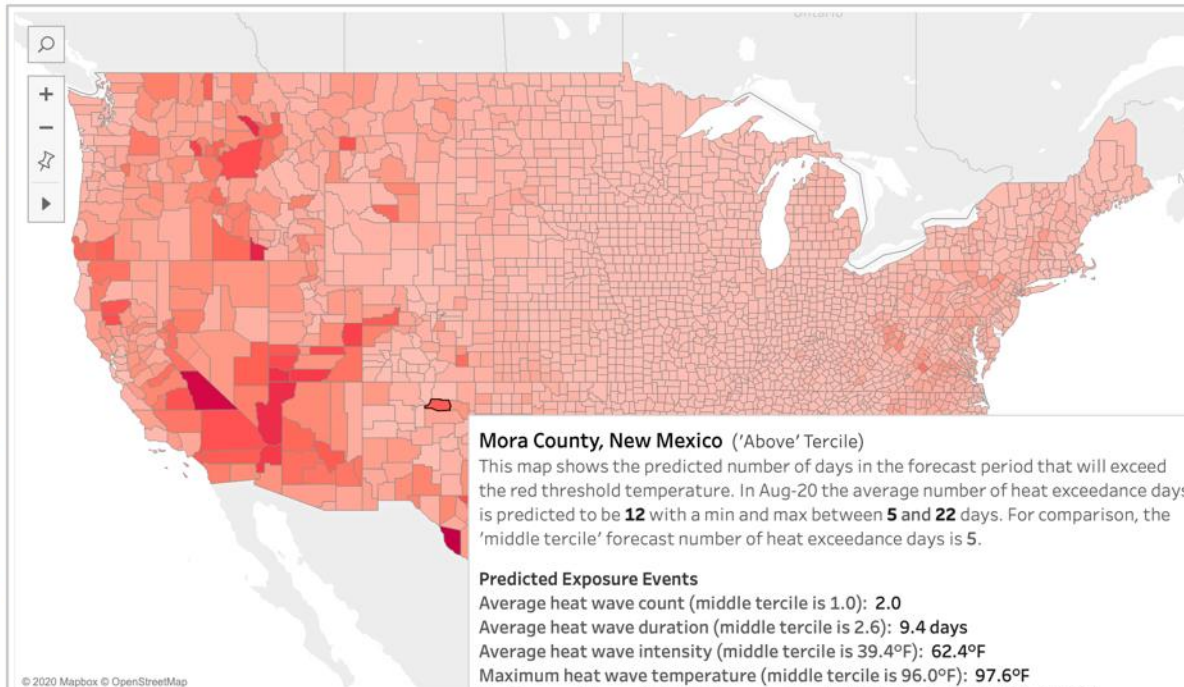 Ontario
Mora County, New Mexico ('Above' Tercile)
This map shows the predicted number of days in the forecast period that will exceed
the red threshold temperature. In Aug-20 the average number of heat exceedance days
is predicted to be 12 with a min and max between 5 and 22 days. For comparison, the
'middle tercile' forecast number of heat exceedance days is 5.
Predicted Exposure Events
Average heat wave count (middle tercile is 1.0): 2.0
Average heat wave duration (middle tercile is 2.6): 9.4 days
Average heat wave intensity (middle tercile is 39.4ºF): 62.4ºF
Maximum heat wave temperature (middle tercile is 96.0ºF): 97.6ºF
© 2020 Mapbox © OpenStreetMap